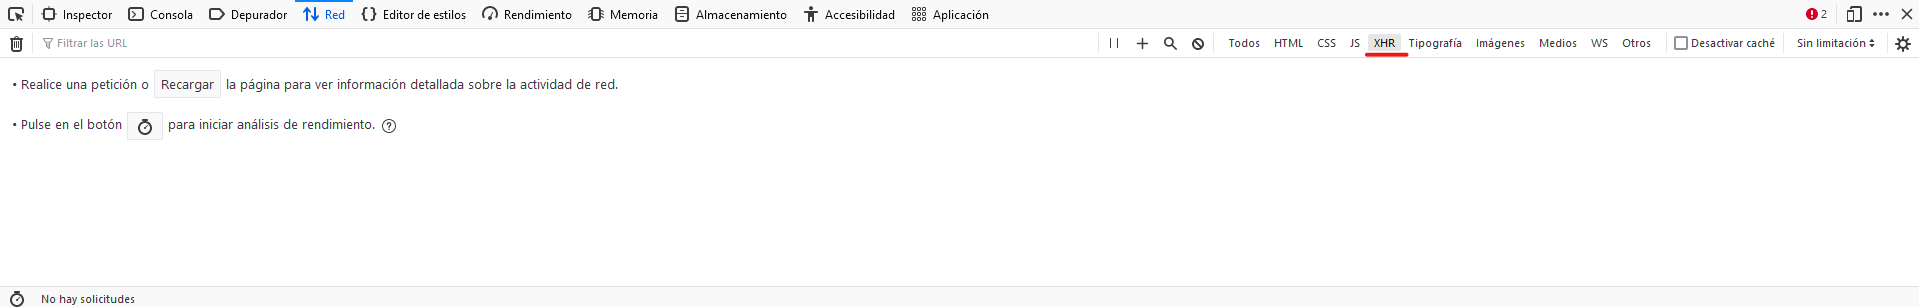 Inspector Consola Depurador Red Editor de estilos Rendimiento Memoria Almacenamiento Accesibilidad Aplicación 2
Filtrar las URL Todos HTML CSS JS XHR Tipografía Imágenes Medios WS Otros Desactivar caché Sin limitación
• Realice una petición o Recargar la página para ver información detallada sobre la actividad de red.
• Pulse en el botón para iniciar análisis de rendimiento. ?
No hay solicitudes